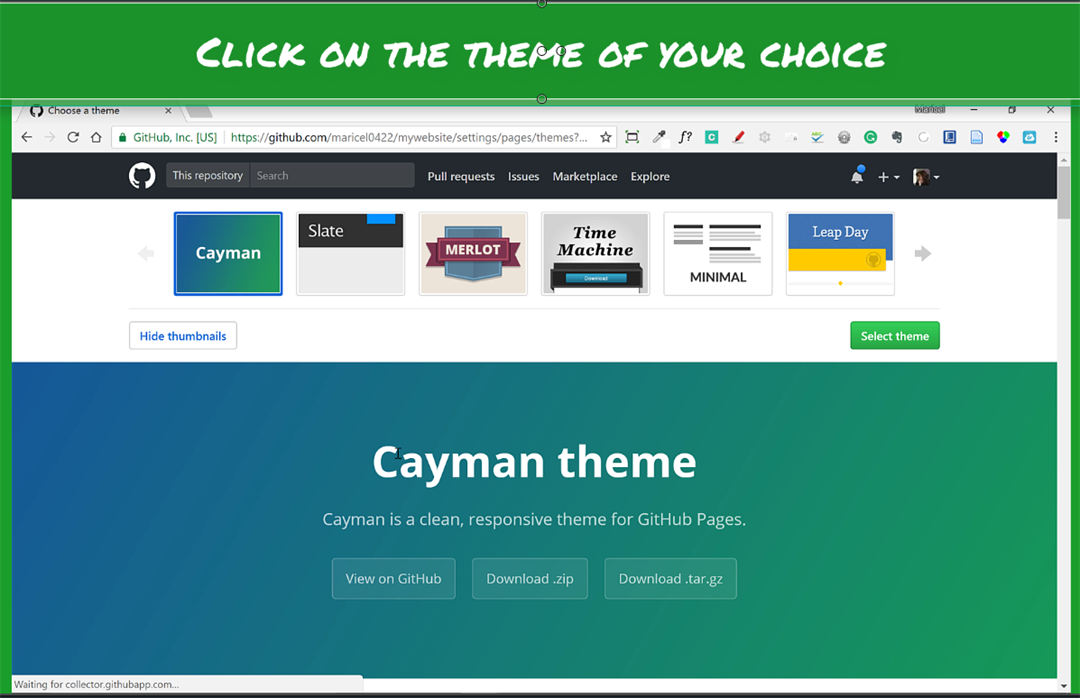 CLICK ON THE THEME OF YOUR CHOICE
Choose a theme
Maricel
GitHub, Inc. [US] https://github.com/maricel0422/mywebsite/settings/pages/themes?...
f?
C
This repository Search Pull requests Issues Marketplace Explore
Cayman
Slate
MERLOT
Time
Machine
Download
MINIMAL
Leap Day
Hide thumbnails
Select theme
Cayman theme
Cayman is a clean, responsive theme for GitHub Pages.
View on GitHub Download .zip Download .tar.gz
Waiting for collector.githubapp.com...